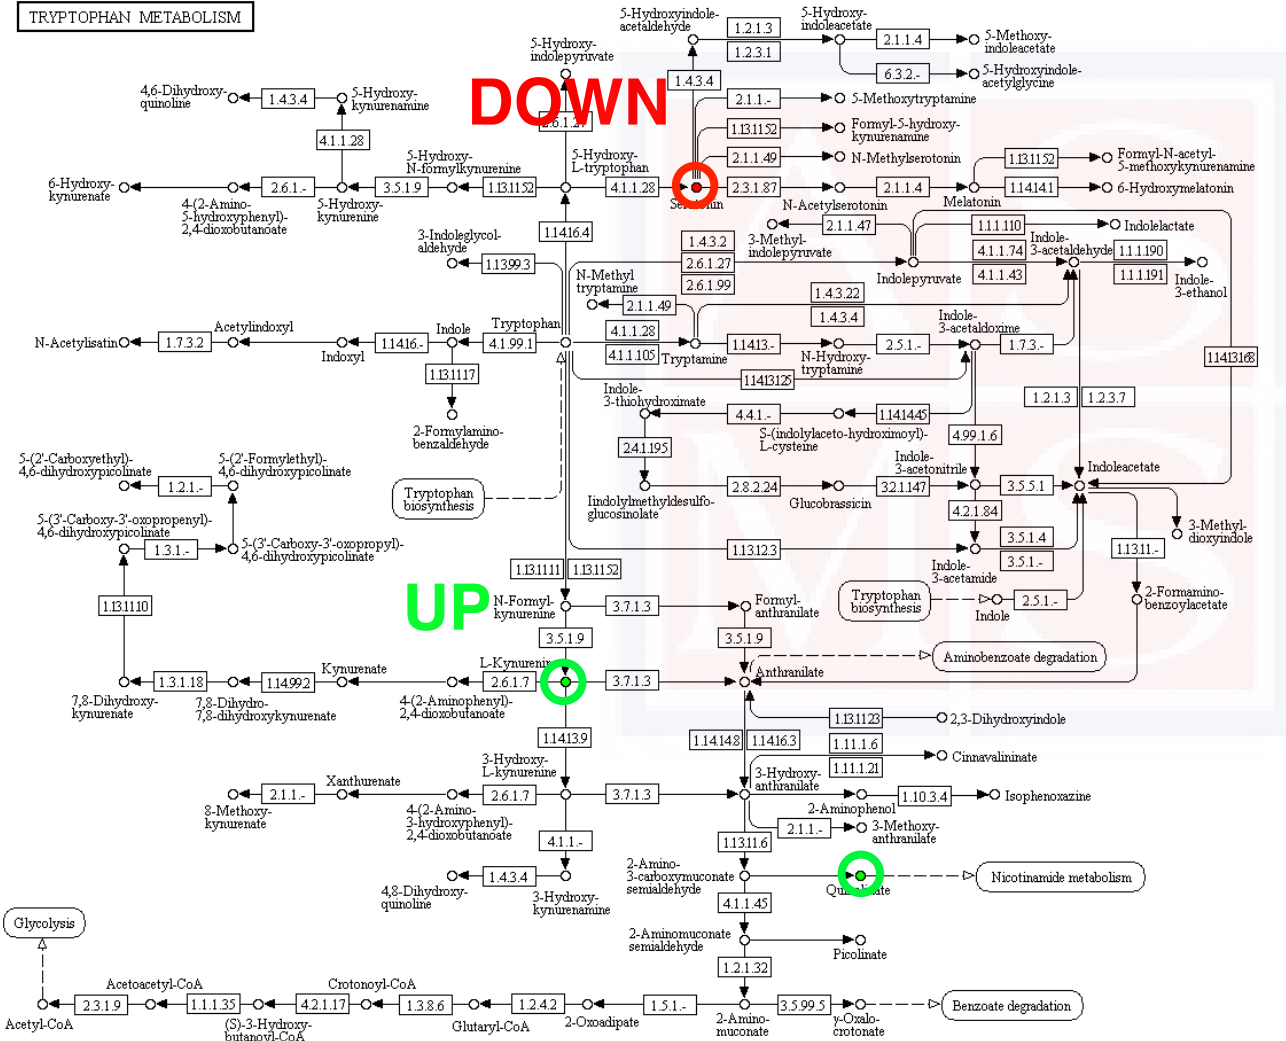 TRYPTOPHAN METABOLISM
5-Hydroxyindole-
acetaldehyde
1.2.1.3
1.2.3.1
5-Hydroxy-
indoleacetate
2.1.1.4
5-Methoxy-
indoleacetate
5-Hydroxy-
indolepyruvate
6.3.2.-
5-Hydroxyindole-
acetylglycine
1.4.3.4
DOWN
4,6-Dihydroxy-
quinoline
1.4.3.4
5-Hydroxy-
kynurenamine
2.1.1.-
5-Methoxytryptamine
2.6.1.27
1.13.11.52
Formyl-5-hydroxy-
kynurenamine
4.1.1.28
2.1.1.49
N-Methylserotonin
1.13.11.52
Formyl-N-acetyl-
5-methoxykynurenamine
5-Hydroxy-
N-formylkynurenine
5-Hydroxy-
L-tryptophan
6-Hydroxy-
kynurenate
2.6.1.-
3.5.1.9
1.13.11.52
4.1.1.28
2.3.1.87
2.1.1.4
1.14.14.1
6-Hydroxymelatonin
4-(2-Amino-
5-hydroxyphenyl)-
2,4-dioxobutanoate
5-Hydroxy-
kynurenine
Serotonin
N-Acetylserotonin
Melatonin
1.14.16.4
3-Indoleglycol-
aldehyde
1.13.99.3
1.4.3.2
2.6.1.27
2.6.1.99
3-Methyl-
indolepyruvate
2.1.1.47
Indolepyruvate
1.1.1.110
Indolelactate
4.1.1.74
4.1.1.43
Indole-
3-acetaldehyde
1.1.1.190
1.1.1.191
Indole-
3-ethanol
N-Methyl
tryptamine
2.1.1.49
1.4.3.22
1.4.3.4
N-Acetylisatin
1.7.3.2
Acetylindoxyl
Indoxyl
1.14.16.-
Indole
4.1.99.1
Tryptophan
4.1.1.28
4.1.1.105
Tryptamine
1.14.13.-
N-Hydroxy-
tryptamine
2.5.1.-
Indole-
3-acetaldoxime
1.7.3.-
1.14.13.168
1.13.11.17
1.14.13.125
2-Formylamino-
benzaldehyde
Indole-
3-thiohydroximate
4.4.1.-
1.14.14.45
S-(indolylaceto-hydroximoyl)-
L-cysteine
1.2.1.3
1.2.3.7
2.4.1.195
4.99.1.6
5-(2'-Carboxyethyl)-
4,6-dihydroxypicolinate
1.2.1.-
5-(2'-Formylethyl)-
4,6-dihydroxypicolinate
Tryptophan
biosynthesis
Iindolylmethyldesulfo-
glucosinolate
2.8.2.24
Glucobrassicin
3.2.1.147
Indole-
3-acetonitrile
3.5.5.1
Indoleacetate
4.2.1.84
5-(3'-Carboxy-3'-oxopropenyl)-
4,6-dihydroxypicolinate
1.3.1.-
5-(3'-Carboxy-3'-oxopropyl)-
4,6-dihydroxypicolinate
1.13.12.3
Indole-
3-acetamide
3.5.1.4
3.5.1.-
1.13.11.-
3-Methyl-
dioxyindole
1.13.11.11
1.13.11.52
Tryptophan
biosynthesis
Indole
2.5.1.-
2-Formamino-
benzoylacetate
1.13.11.10
UP
N-Formyl-
kynurenine
3.7.1.3
Formyl-
anthranilate
3.5.1.9
3.5.1.9
Aminobenzoate degradation
7,8-Dihydroxy-
kynurenate
1.3.1.18
7,8-Dihydro-
7,8-dihydroxykynurenate
1.14.99.2
Kynurenate
4-(2-Aminophenyl)-
2,4-dioxobutanoate
2.6.1.7
L-Kynurenine
3.7.1.3
Anthranilate
1.13.11.23
2,3-Dihydroxyindole
1.14.13.9
1.14.14.8
1.14.16.3
1.11.1.6
1.11.1.21
Cinnavalininate
8-Methoxy-
kynurenate
2.1.1.-
Xanthurenate
4-(2-Amino-
3-hydroxyphenyl)-
2,4-dioxobutanoate
2.6.1.7
3-Hydroxy-
L-kynurenine
3.7.1.3
3-Hydroxy-
anthranilate
2-Aminophenol
1.10.3.4
Isophenoxazine
2.1.1.-
3-Methoxy-
anthranilate
4.1.1.-
1.13.11.6
4,8-Dihydroxy-
quinoline
1.4.3.4
3-Hydroxy-
kynurenamine
2-Amino-
3-carboxymuconate
semialdehyde
Quinolinate
Nicotinamide metabolism
4.1.1.45
Glycolysis
2-Aminomuconate
semialdehyde
Picolinate
1.2.1.32
Acetyl-CoA
2.3.1.9
Acetoacetyl-CoA
1.1.1.35
(S)-3-Hydroxy-
butanoyl-CoA
4.2.1.17
Crotonoyl-CoA
1.3.8.6
Glutaryl-CoA
1.2.4.2
2-Oxoadipate
1.5.1.-
2-Amino-
muconate
3.5.99.5
γ-Oxalo-
crotonate
Benzoate degradation
A S
M S